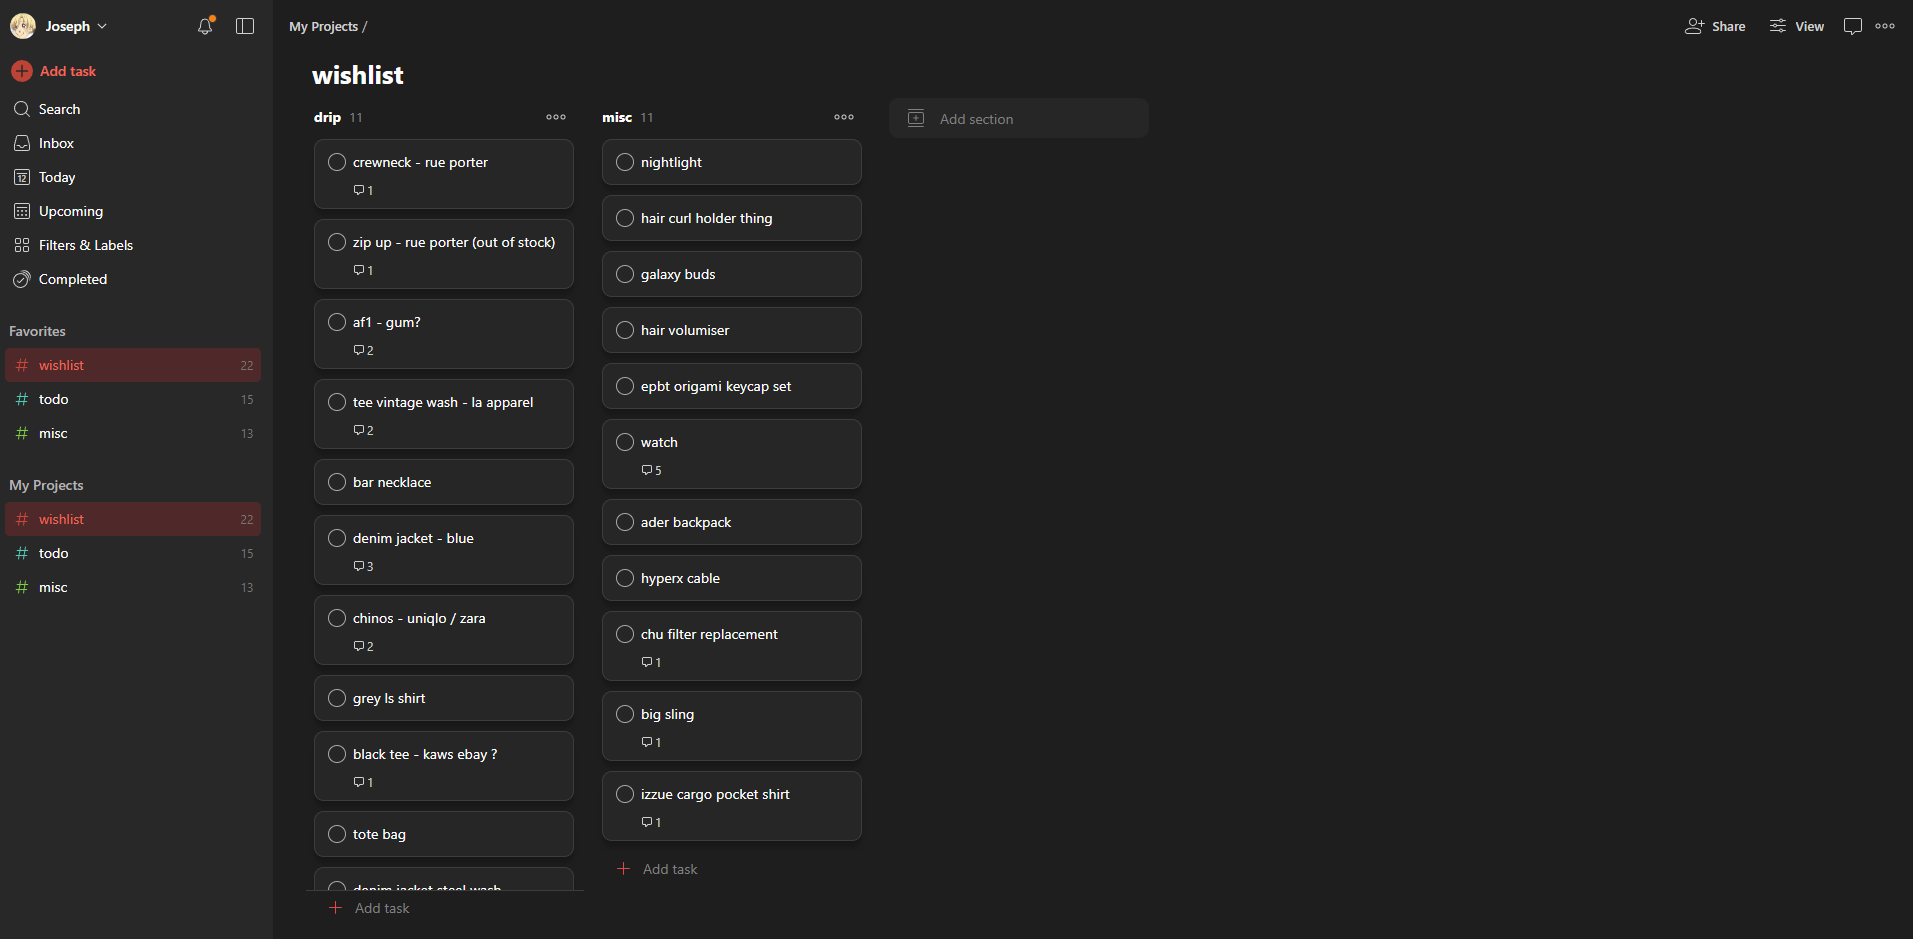 Joseph
Add task
Search
Inbox
12
Today
Upcoming
Filters & Labels
Completed
Favorites
# wishlist 22
# todo 15
# misc 13
My Projects
# wishlist 22
# todo 15
# misc 13
My Projects /
Share
View
wishlist
drip 11
crewneck - rue porter
1
zip up - rue porter (out of stock)
1
af1 - gum?
2
tee vintage wash - la apparel
2
bar necklace
denim jacket - blue
3
chinos - uniqlo / zara
2
grey ls shirt
black tee - kaws ebay ?
1
tote bag
denim jacket steel wash
Add task
misc 11
nightlight
hair curl holder thing
galaxy buds
hair volumiser
epbt origami keycap set
watch
5
ader backpack
hyperx cable
chu filter replacement
1
big sling
1
izzue cargo pocket shirt
1
Add task
Add section